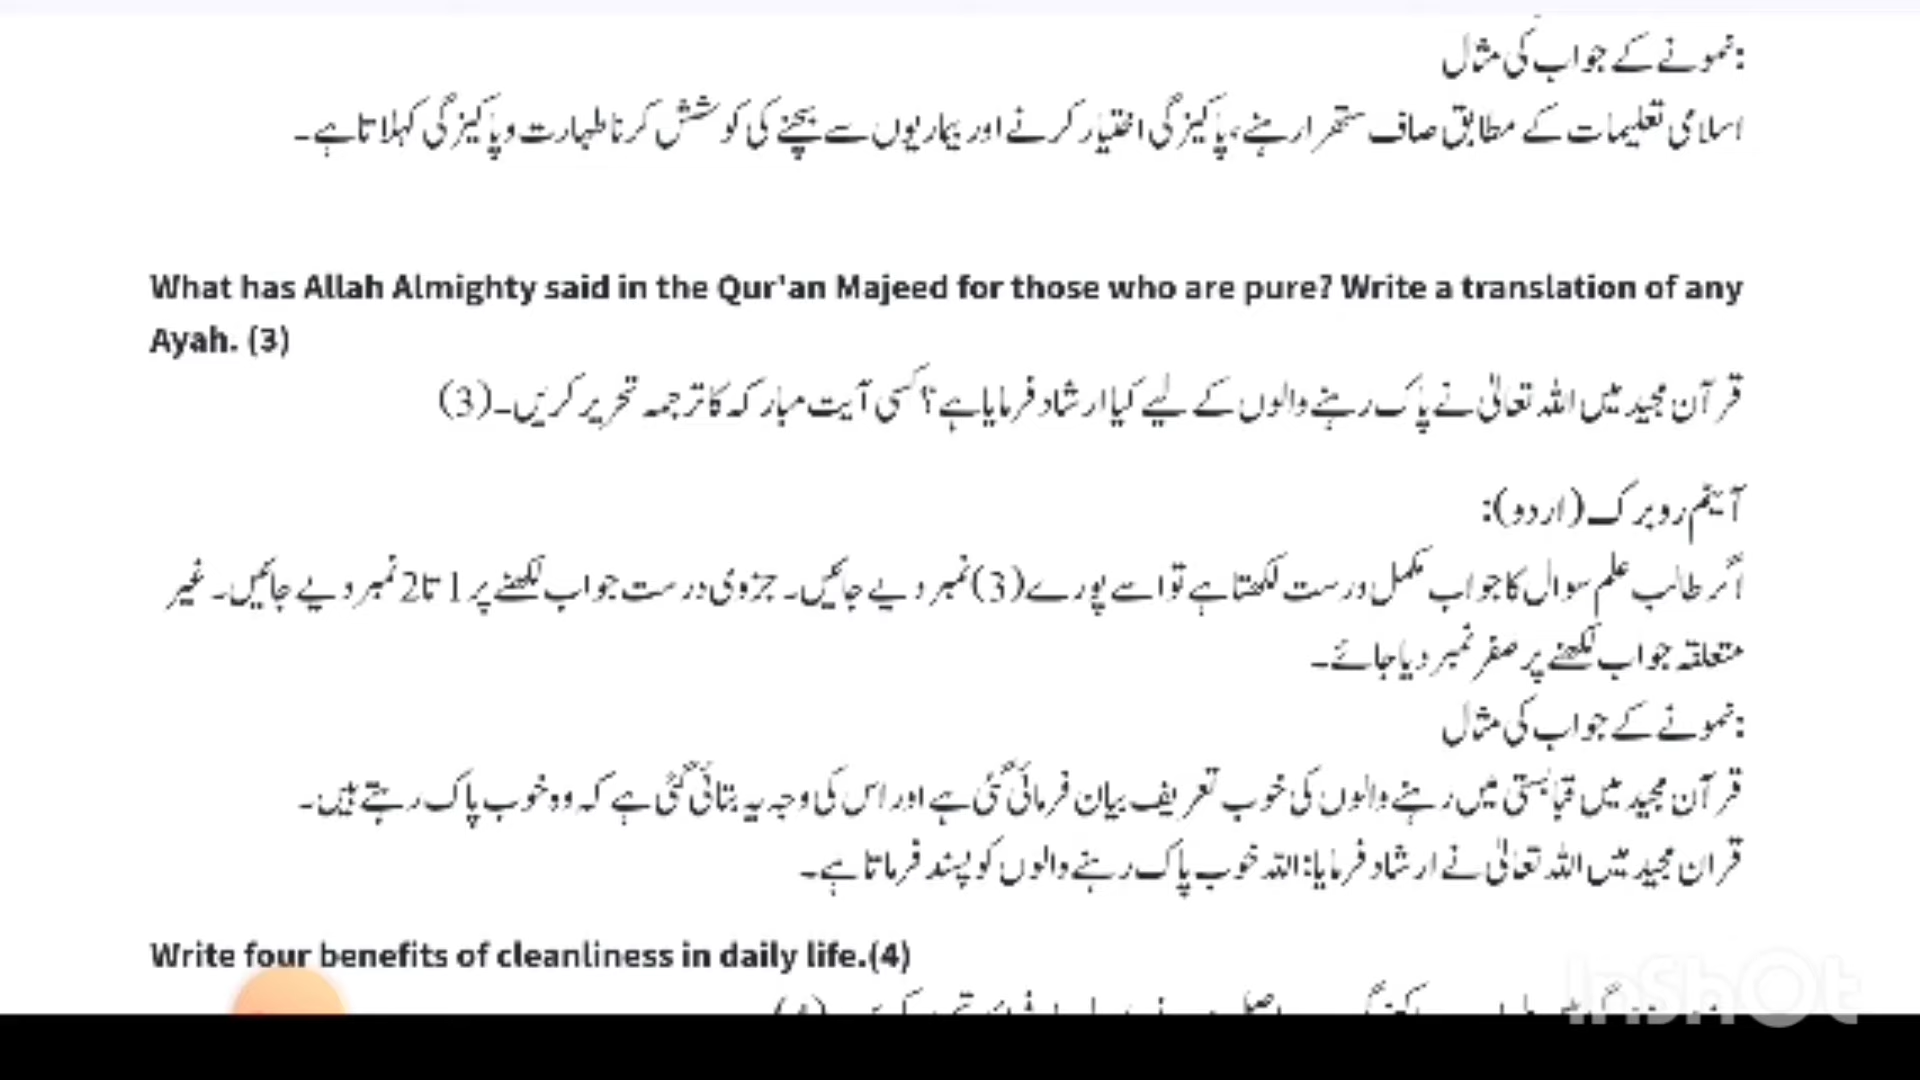 :نمونے کے جواب کی مثال
اسلامی تعلیمات کے مطابق صاف ستھرا رہنے، پاکیزگی اختیار کرنے اور بیماریوں سے بچنے کی کوشش کرنا طہارت و پاکیزگی کہلاتا ہے۔
What has Allah Almighty said in the Qur'an Majeed for those who are pure? Write a translation of any
Ayah. (3)
قرآن مجید میں اللہ تعالٰی نے پاک رہنے والوں کے لیے کیا ارشاد فرمایا ہے؟ کسی آیت مبارکہ کا ترجمہ تحریر کریں۔(3)
آیٹم روبرک (اردو):
اگر طالب علم سوال کا جواب مکمل درست لکھتا ہے تو اسے پورے (3) نمبر دیے جائیں۔ جزوی درست جواب لکھنے پر 1 تا 2 نمبر دیے جائیں۔ غیر
متعلقہ جواب لکھنے پر صفر نمبر دیا جائے۔
:نمونے کے جواب کی مثال
قرآن مجید میں قبا بستی میں رہنے والوں کی خوب تعریف بیان فرمائی گئی ہے اور اس کی وجہ یہ بتائی گئی ہے کہ وہ خوب پاک رہتے ہیں۔
قران مجید میں اللہ تعالٰی نے ارشاد فرمایا: اللہ خوب پاک رہنے والوں کو پسند فرماتا ہے۔
Write four benefits of cleanliness in daily life.(4)
InShOt